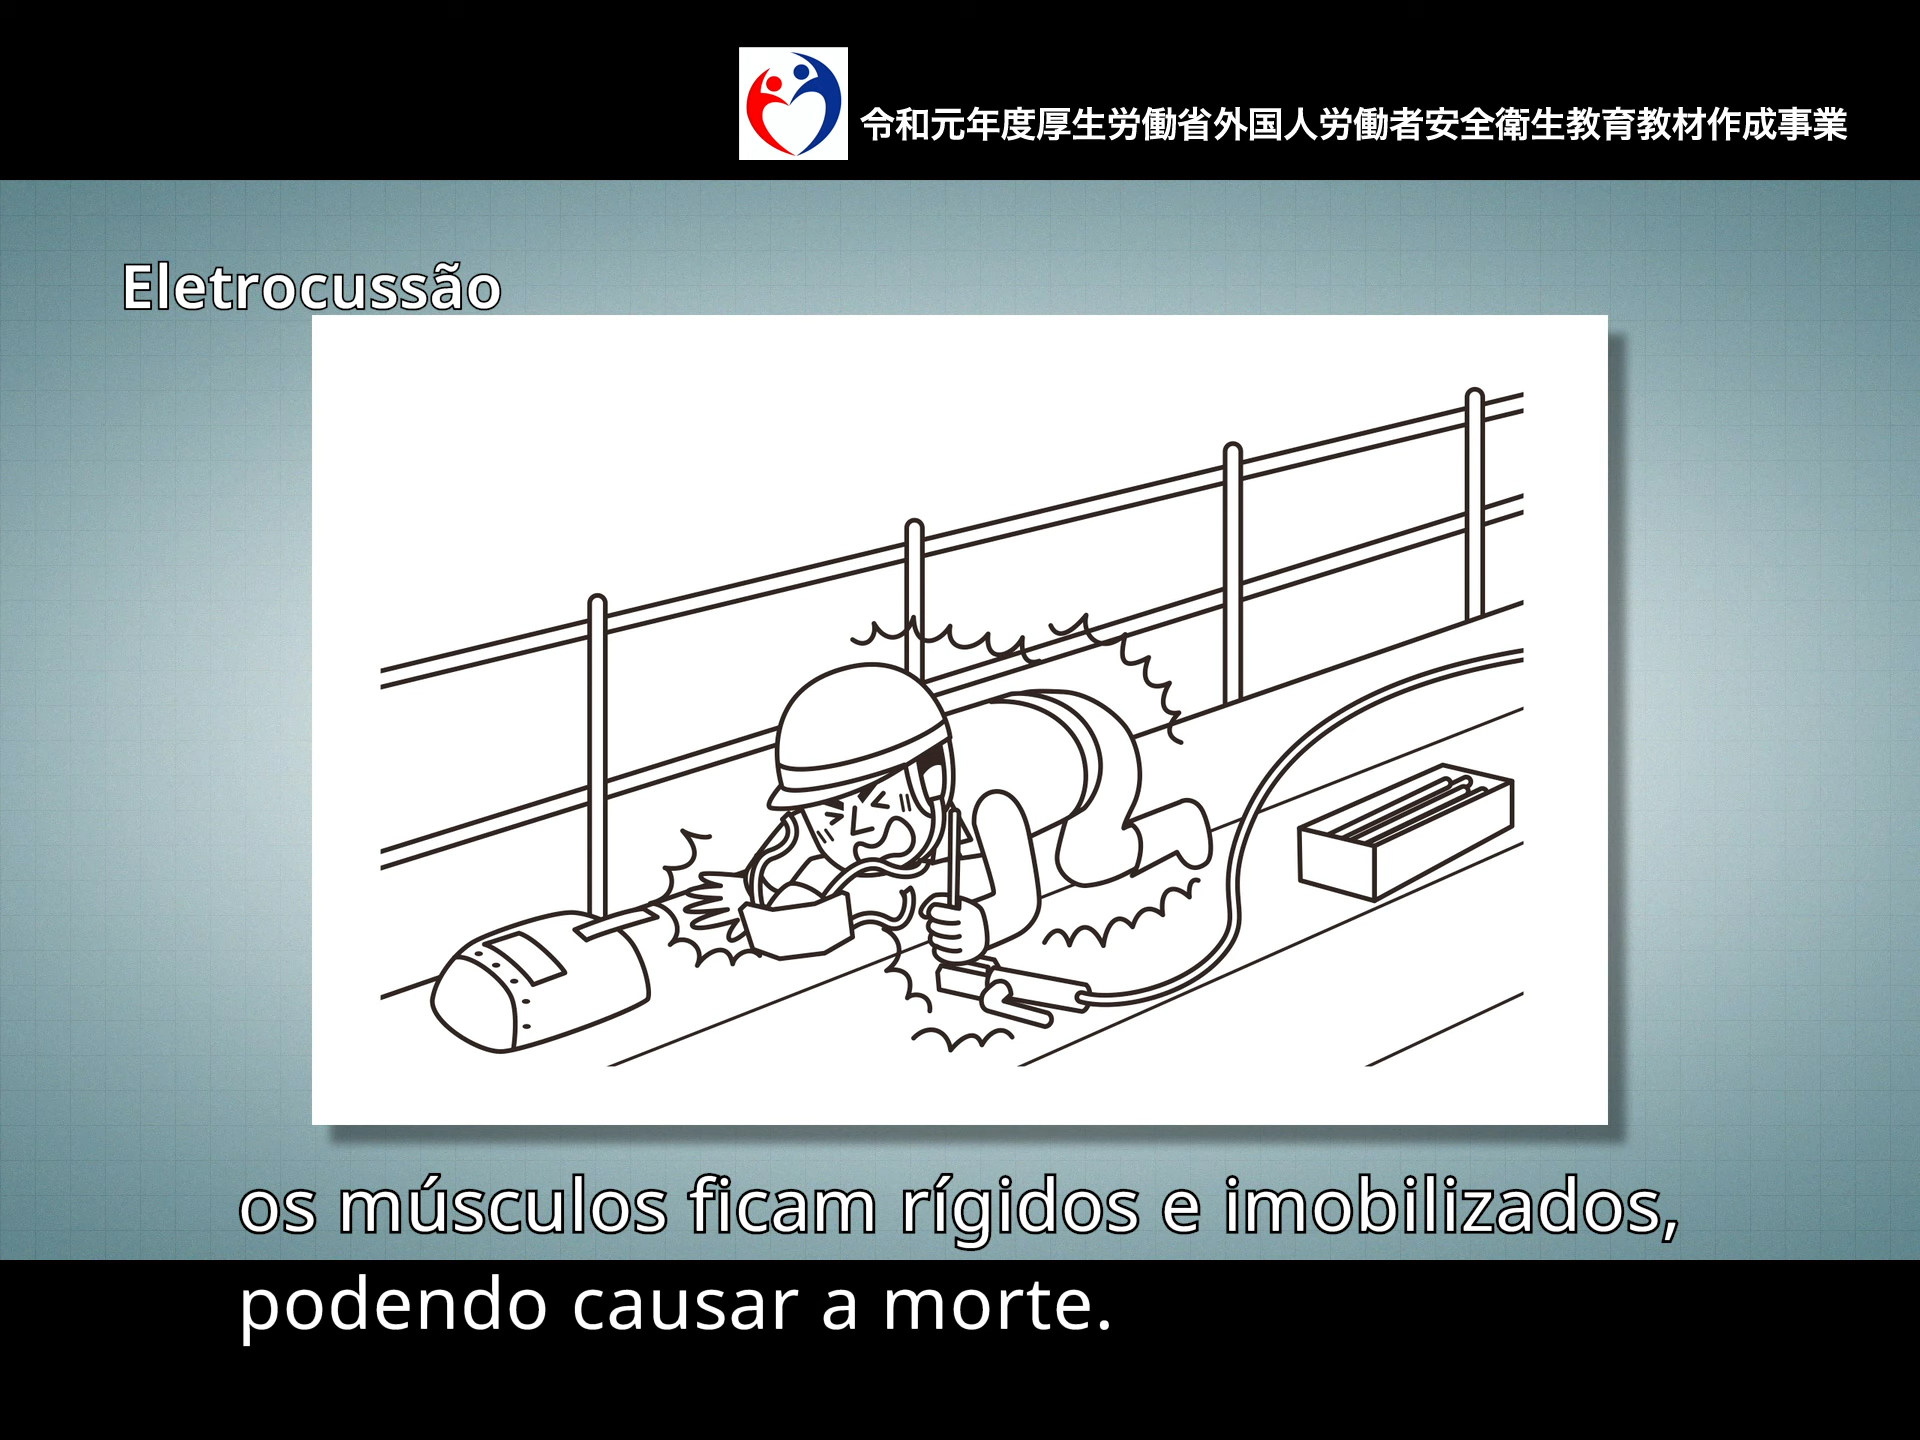 令和元年度厚生労働省外国人労働者安全衛生教育教材作成事業
Eletrocussão
os músculos ficam rígidos e imobilizados,
podendo causar a morte.